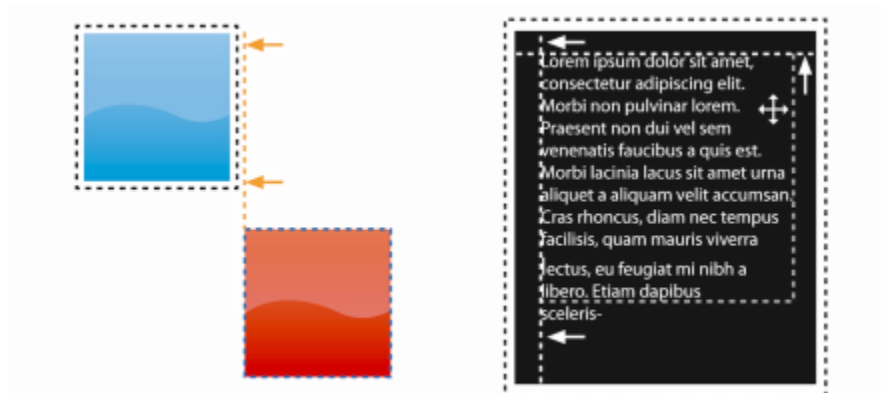 Lorem ipsum dolor sit amet,
consectetur adipiscing elit.
Morbi non pulvinar lorem.
Praesent non dui vel sem
venenatis faucibus a quis est.
Morbi lacinia lacus sit amet urna
aliquet a aliquam velit accumsan.
Cras rhoncus, diam nec tempus
facilisis, quam mauris viverra
lectus, eu feugiat mi nibh a
libero. Etiam dapibus
sceleris-